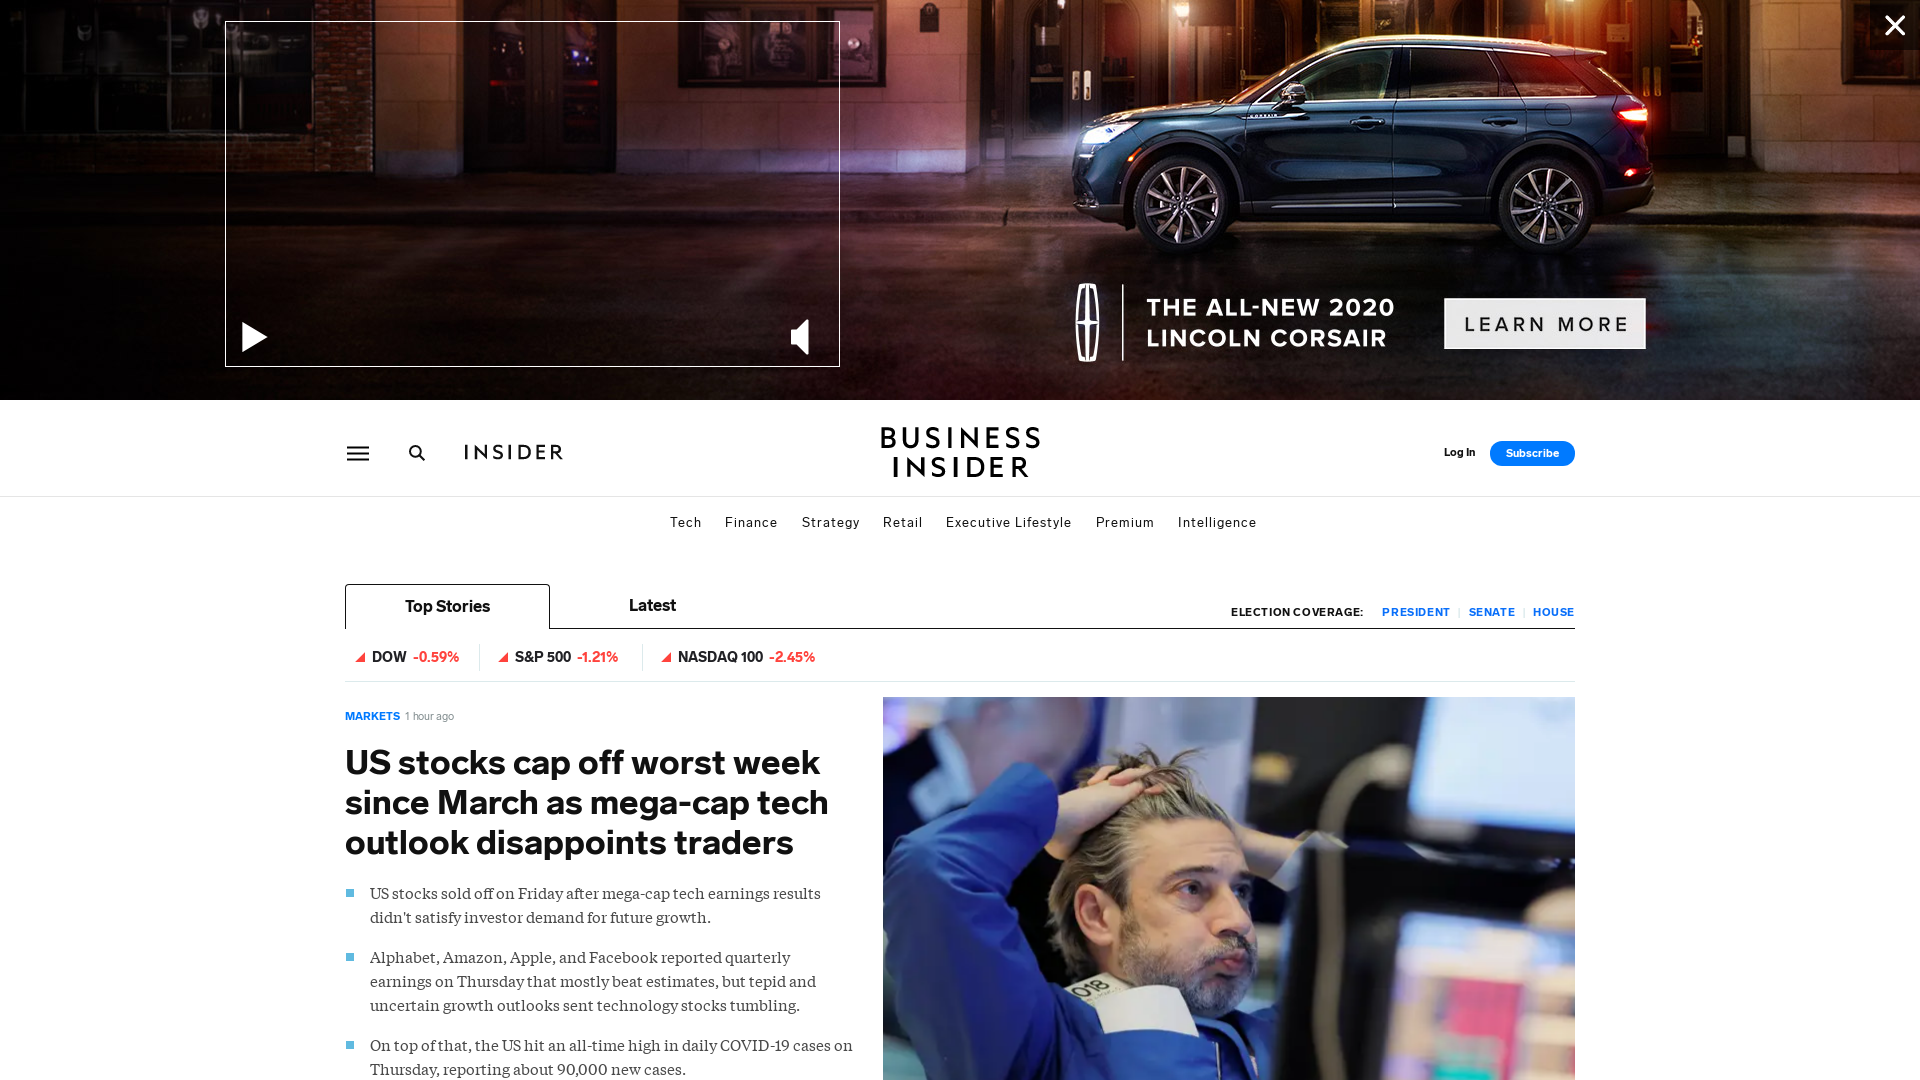 CORSAIR
THE ALL-NEW 2020
LINCOLN CORSAIR
LEARN MORE
INSIDER
BUSINESS
INSIDER
Log In
Subscribe
Tech
Finance
Strategy
Retail
Executive Lifestyle
Premium
Intelligence
Top Stories
Latest
ELECTION COVERAGE: PRESIDENT | SENATE | HOUSE
DOW -0.59%
S&P 500 -1.21%
NASDAQ 100 -2.45%
MARKETS 1 hour ago
US stocks cap off worst week
since March as mega-cap tech
outlook disappoints traders
US stocks sold off on Friday after mega-cap tech earnings results
didn't satisfy investor demand for future growth.
Alphabet, Amazon, Apple, and Facebook reported quarterly
earnings on Thursday that mostly beat estimates, but tepid and
uncertain growth outlooks sent technology stocks tumbling.
On top of that, the US hit an all-time high in daily COVID-19 cases on
Thursday, reporting about 90,000 new cases.
018